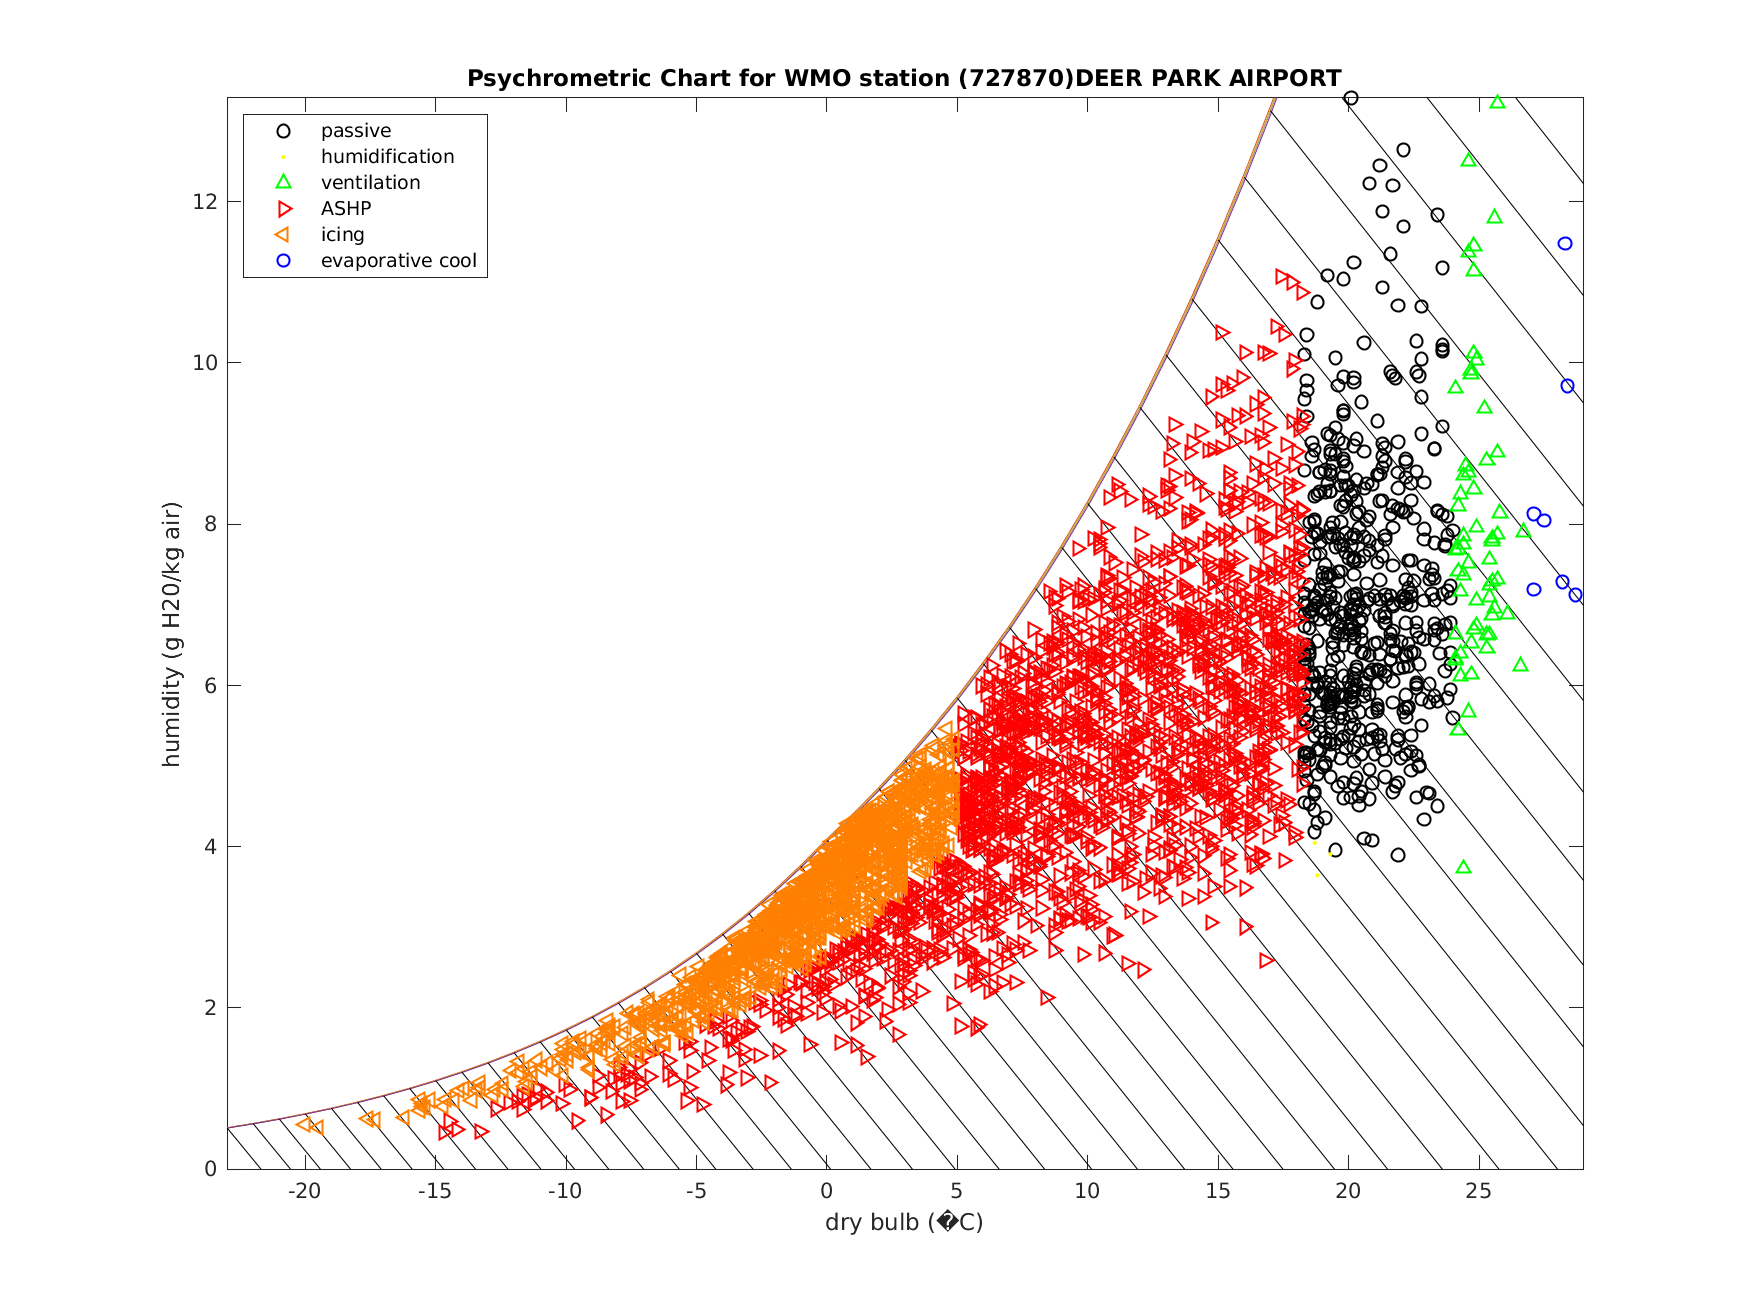 Psychrometric Chart for WMO station (727870)DEER PARK AIRPORT
passive
humidification
ventilation
ASHP
icing
evaporative cool
humidity (g H20/kg air)
12
10
8
6
4
2
0
-20 -15 -10 -5 0 5 10 15 20 25
dry bulb (�C)